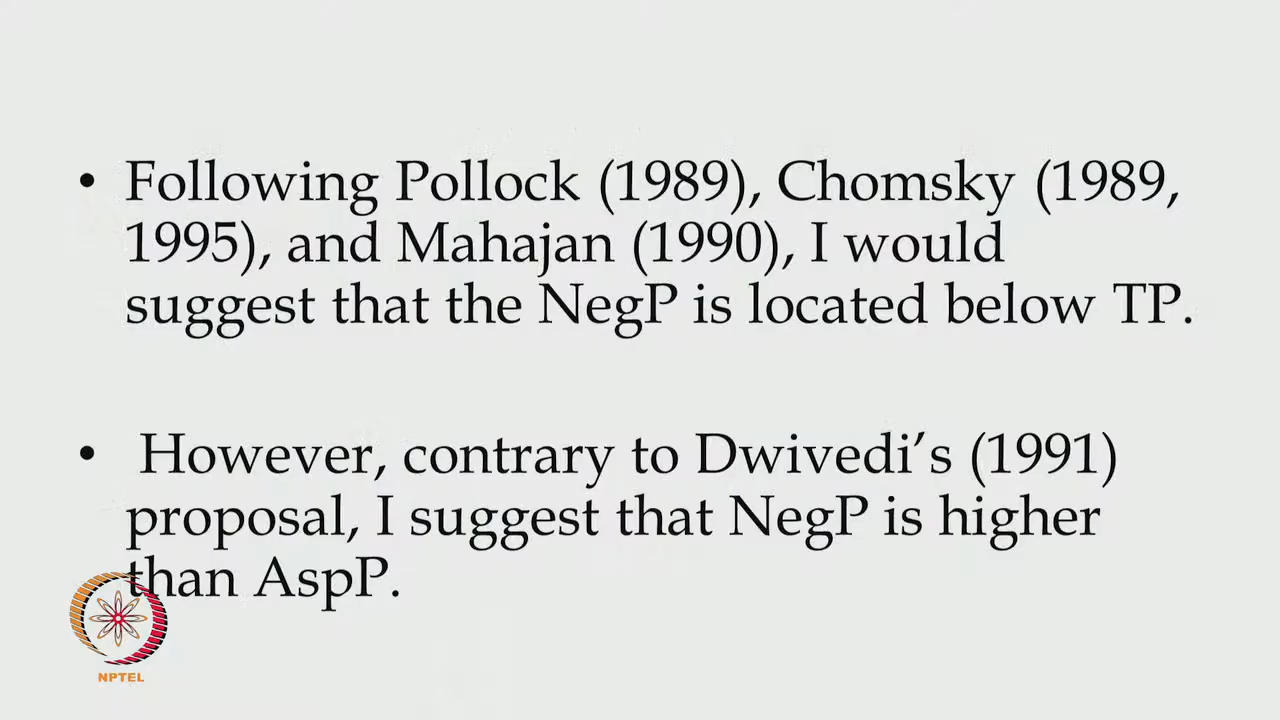 • Following Pollock (1989), Chomsky (1989,
1995), and Mahajan (1990), I would
suggest that the NegP is located below TP.
• However, contrary to Dwivedi’s (1991)
proposal, I suggest that NegP is higher
than AspP.
NPTEL